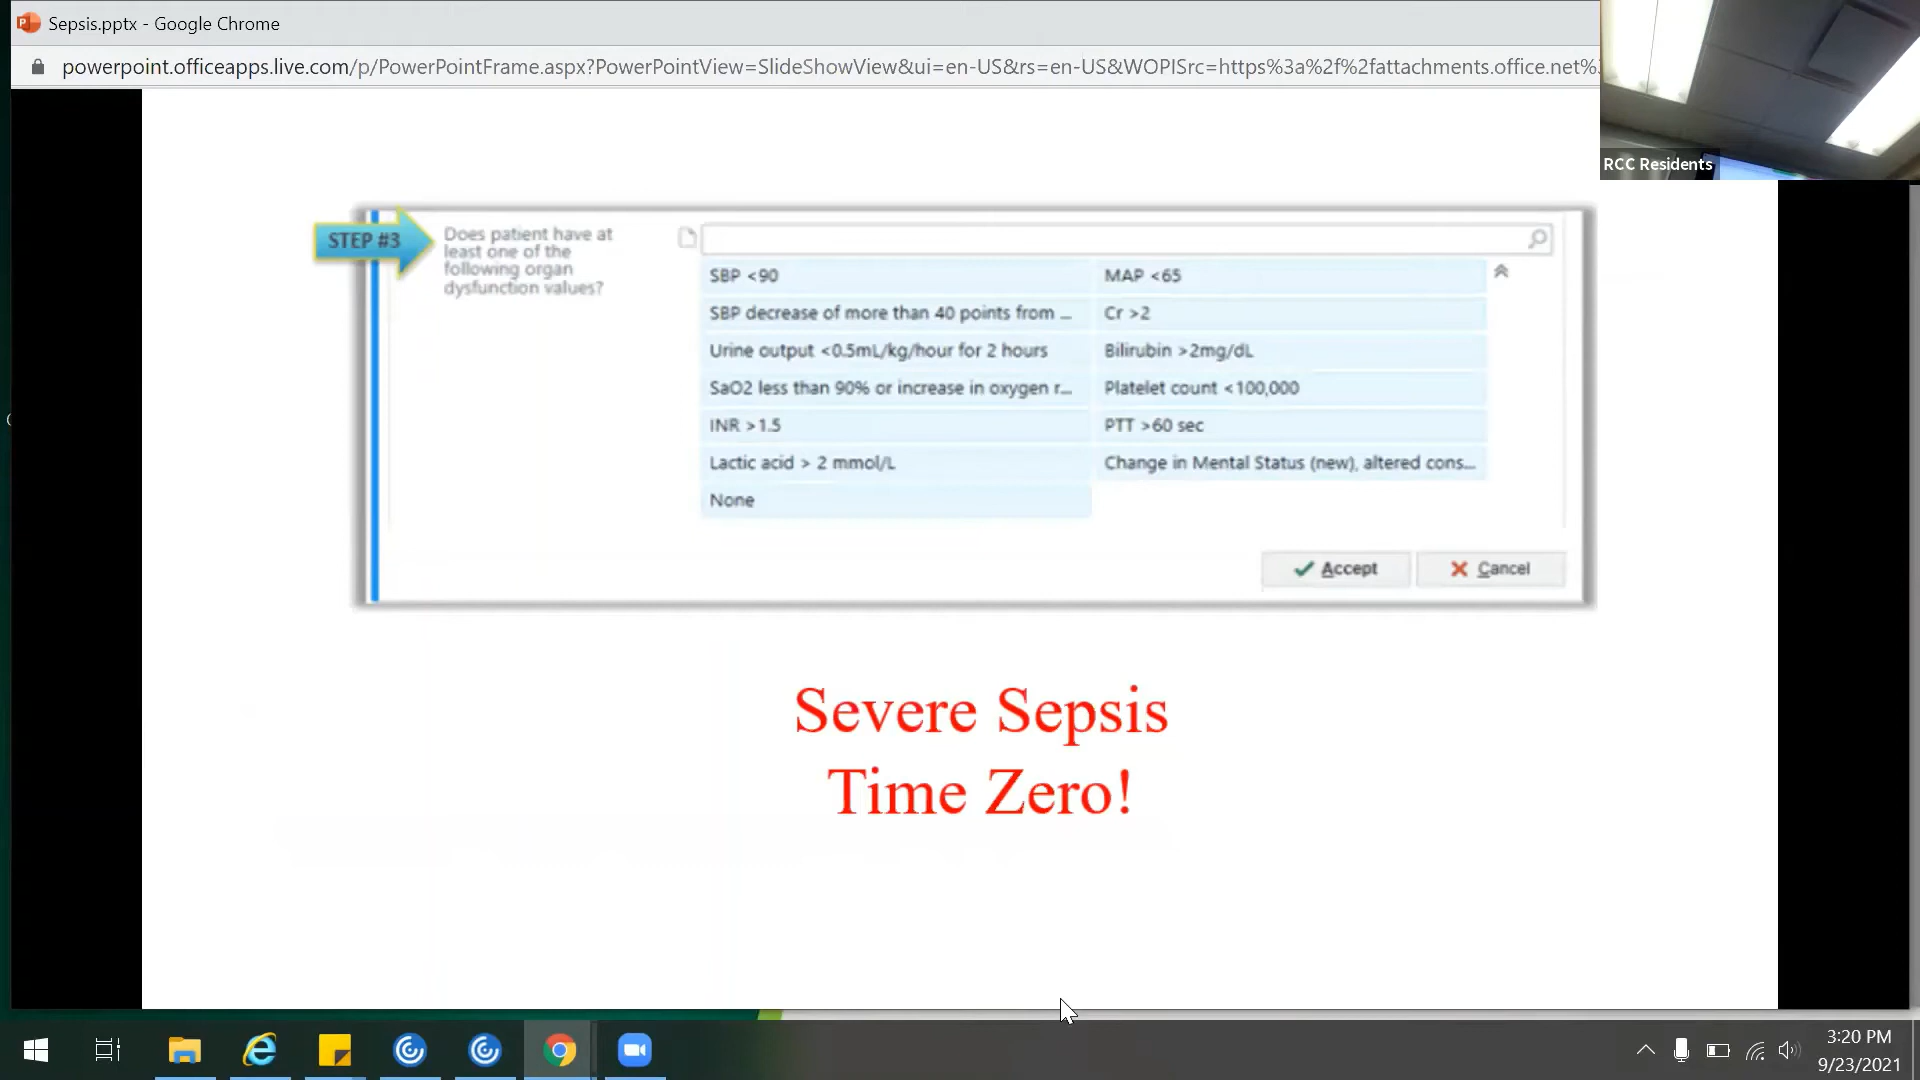 Sepsis.pptx - Google Chrome
powerpoint.officeapps.live.com/p/PowerPointFrame.aspx?PowerPointView=SlideShowView&ui=en-US&rs=en-US&WOPISrc=https%3a%2f%2fattachments.office.net%
RCC Residents
STEP #3
Does patient have at
least one of the
following organ
dysfunction values?
SBP <90
MAP <65
SBP decrease of more than 40 points from ...
Cr >2
Urine output <0.5mL/kg/hour for 2 hours
Bilirubin >2mg/dL
SaO2 less than 90% or increase in oxygen r...
Platelet count <100,000
INR >1.5
PTT >60 sec
Lactic acid > 2 mmol/L
Change in Mental Status (new), altered cons...
None
Accept
Cancel
Severe Sepsis
Time Zero!
3:20 PM
9/23/2021